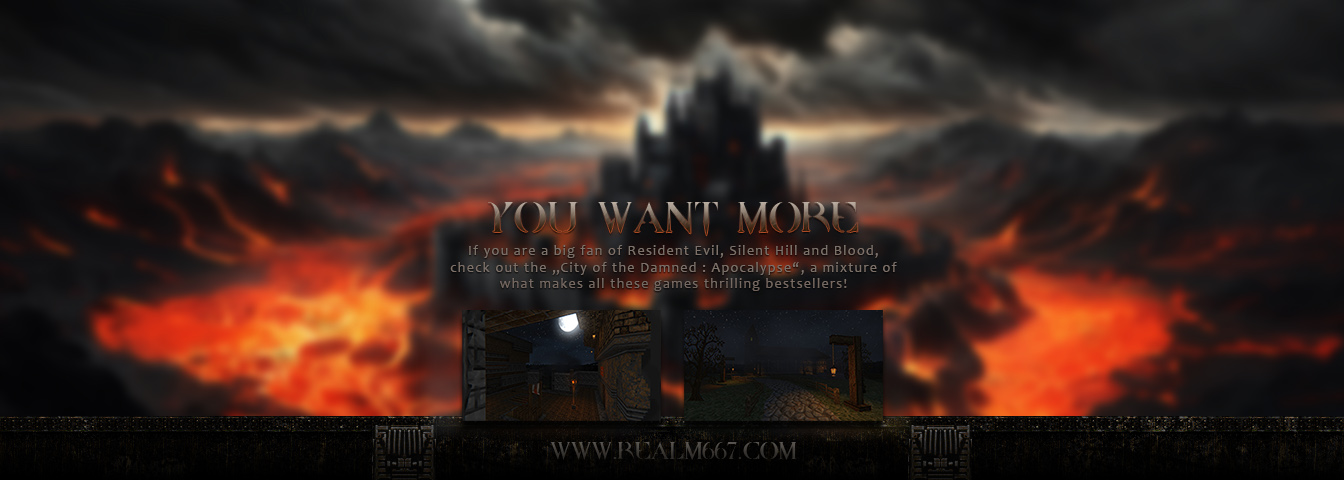 YOU WANT MORE
If you are a big fan of Resident Evil, Silent Hill and Blood,
check out the „City of the Damned : Apocalypse“, a mixture of
what makes all these games thrilling bestsellers!
WWW.REALM667.COM